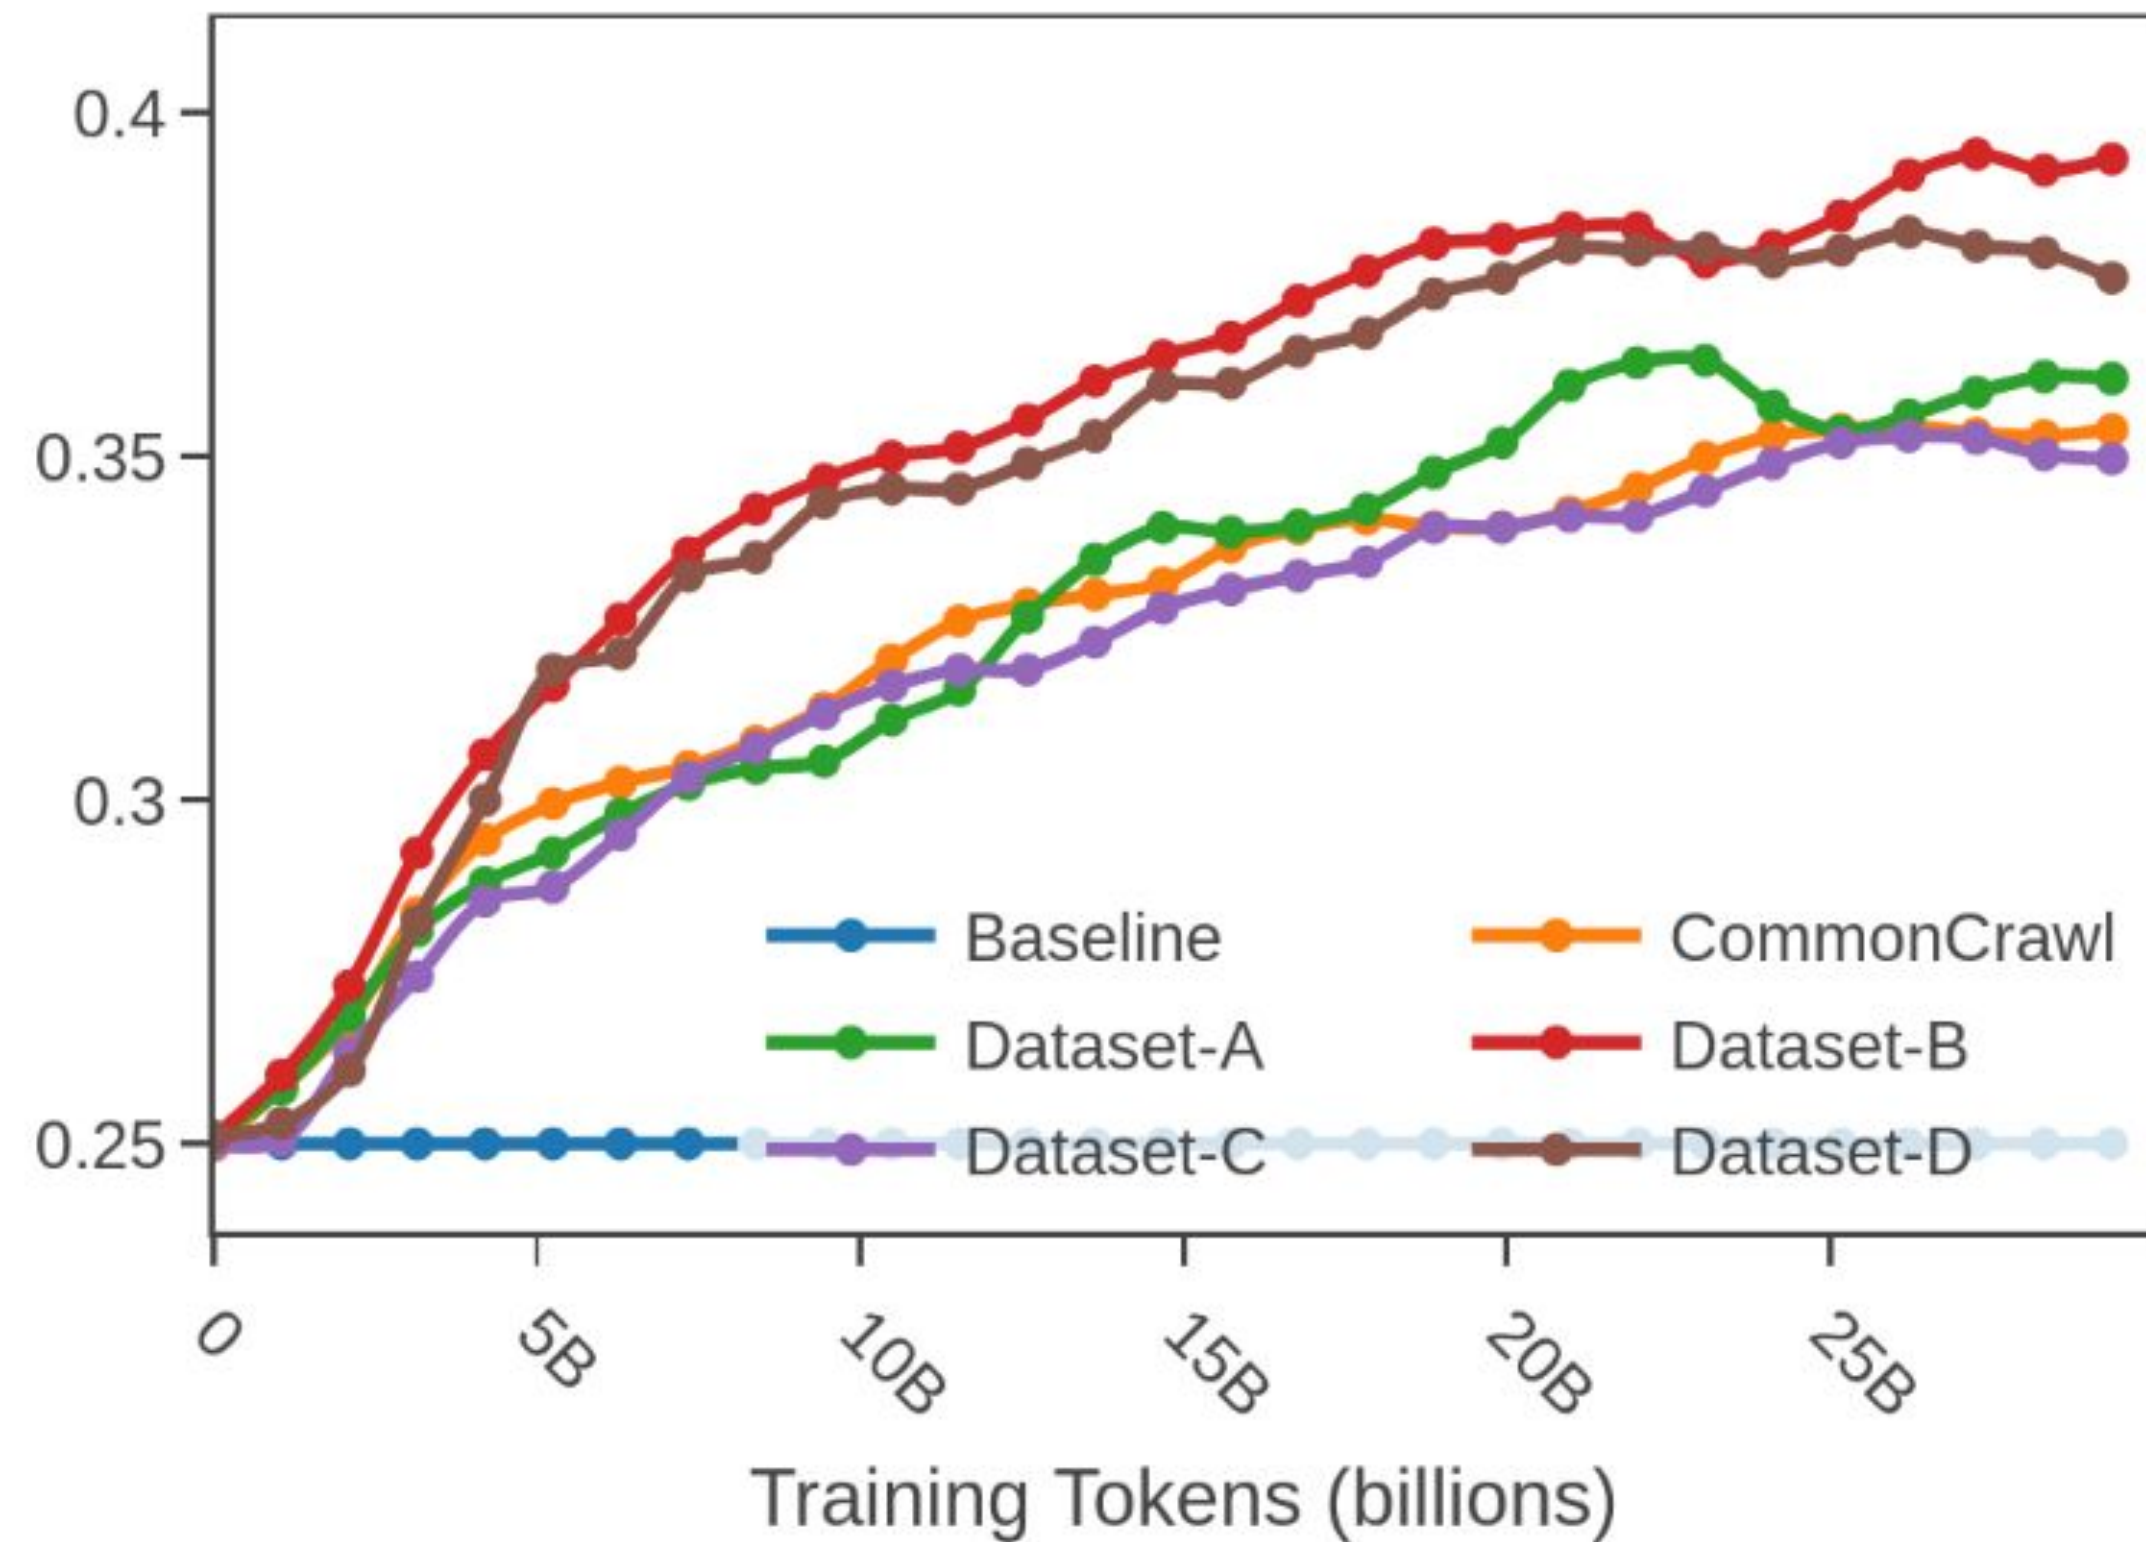 0.4
0.35
0.3
0.25
Baseline CommonCrawl
Dataset-A Dataset-B
Dataset-C Dataset-D
0 5B 10B 15B 20B 25B
Training Tokens (billions)